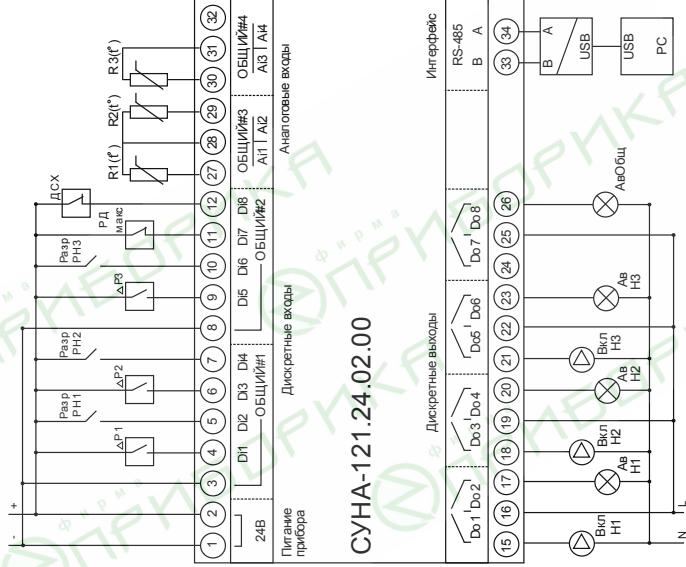 - +
ΔP1
Разр
РН1
ΔP2
Разр
РН2
ΔP3
Разр
РН3
РД
макс
ДСХ
R1(t°)
R2(t°)
R3(t°)
1 2 3 4 5 6 7 8 9 10 11 12 27 28 29 30 31 32
24В
Di1 Di2 Di3 Di4
ОБЩИЙ#1
Di5 Di6 Di7 Di8
ОБЩИЙ#2
ОБЩИЙ#3
Ai1 Ai2
ОБЩИЙ#4
Ai3 Ai4
Питание
прибора
Дискретные входы
Аналоговые входы
СУНА-121.24.02.00
Дискретные выходы
Интерфейс
Do1 Do2
Do3 Do4
Do5 Do6
Do7 Do8
RS-485
B A
15 16 17 18 19 20 21 22 23 24 25 26 33 34
B A
USB
USB
PC
Вкл
Н1
Ав
Н1
Вкл
Н2
Ав
Н2
Вкл
Н3
Ав
Н3
АвОбщ
N L
фирма
ПРИБОРИКА